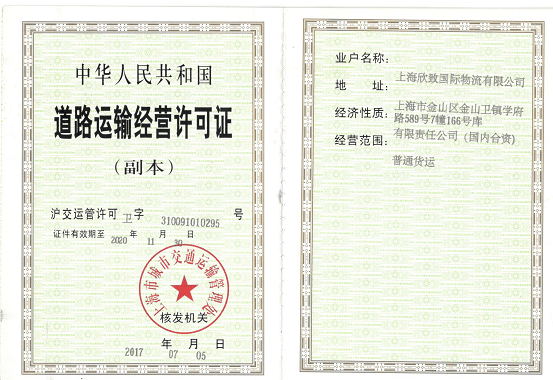 中华人民共和国
道路运输经营许可证
(副本)
沪交运管许可 卫 字 310091010295 号
证件有效期至 2020 年 11 月 30 日
上海市城市交通运输管理处
核发机关
2017 年 07 月 05 日
业户名称:
上海欣致国际物流有限公司
地 址:
上海市金山区金山卫镇学府
经济性质:
路589号7幢166号库
经营范围:
有限责任公司(国内合资)
普通货运